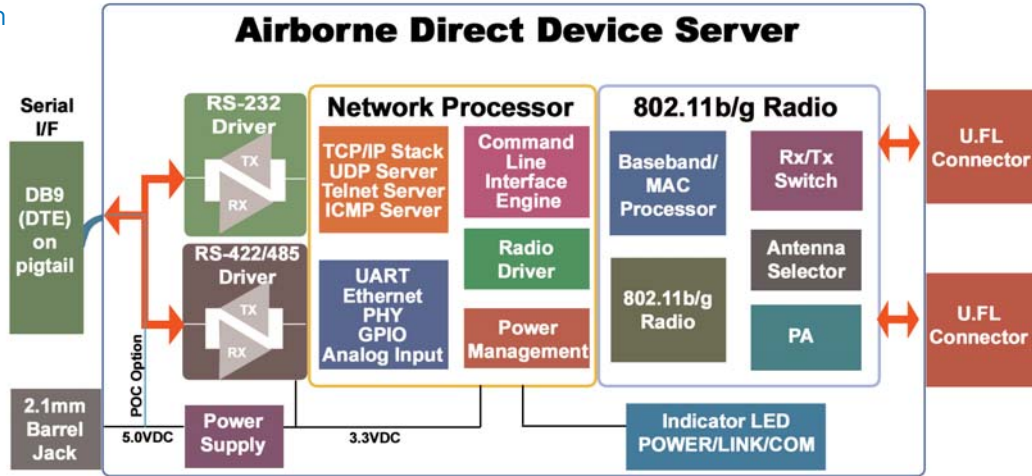 n
Airborne Direct Device Server
Serial
I/F
DB9
(DTE)
on
pigtail
2.1mm
Barrel
Jack
POC Option
5.0VDC
RS-232
Driver
TX
RX
RS-422/485
Driver
TX
RX
Power
Supply
3.3VDC
Network Processor
TCP/IP Stack
UDP Server
Telnet Server
ICMP Server
Command
Line
Interface
Engine
UART
Ethernet
PHY
GPIO
Analog Input
Radio
Driver
Power
Management
802.11b/g Radio
Baseband/
MAC
Processor
Rx/Tx
Switch
802.11b/g
Radio
Antenna
Selector
PA
Indicator LED
POWER/LINK/COM
U.FL
Connector
U.FL
Connector